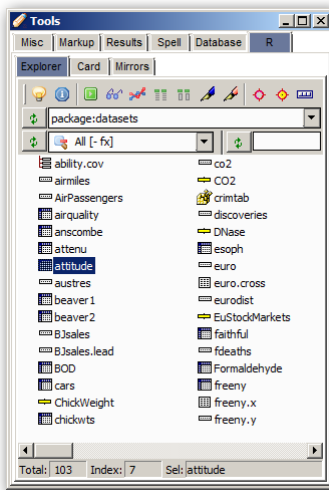 Tools
Misc Markup Results Spell Database R
Explorer Card Mirrors
package:datasets
All [- fx]
ability.cov co2
airmiles CO2
AirPassengers crimtab
airquality discoveries
anscombe DNase
attenu esoph
attitude euro
austres euro.cross
beaver1 eurodist
beaver2 EuStockMarkets
BJsales faithful
BJsales.lead fdeaths
BOD Formaldehyde
cars freeny
ChickWeight freeny.x
chickwts freeny.y
Total: 103 Index: 7 Sel: attitude